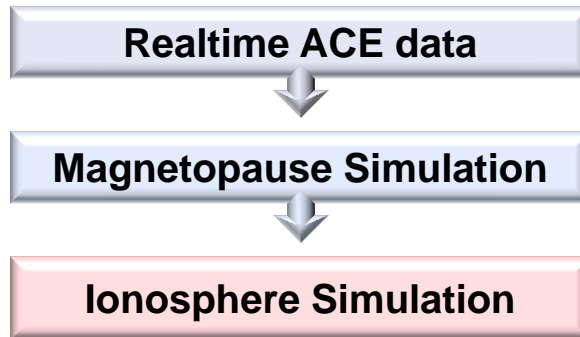 Realtime ACE data
Magnetopause Simulation
Ionosphere Simulation